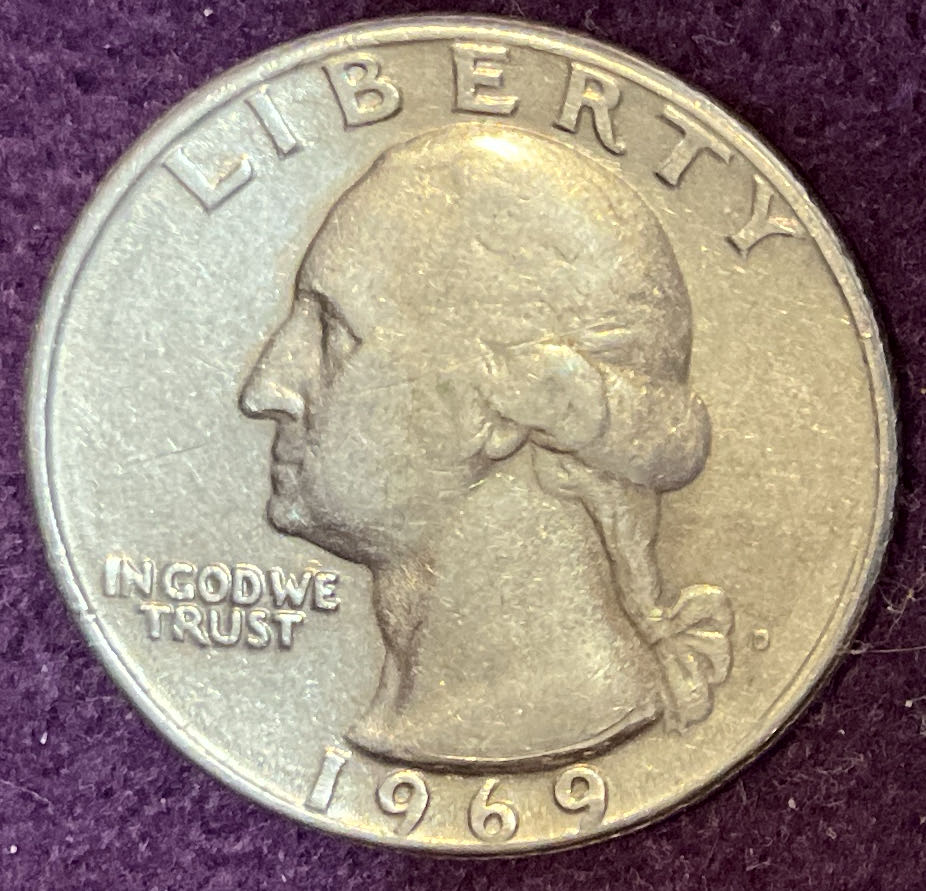 LIBERTY
IN GOD WE
TRUST
1969